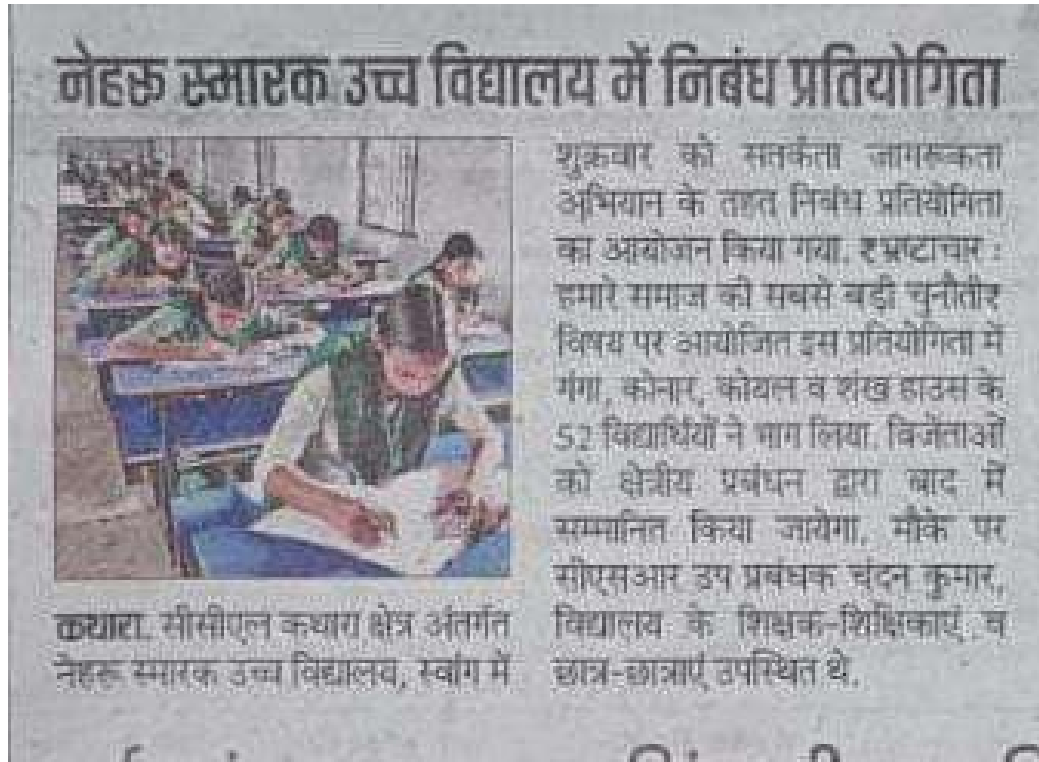 नेहरू स्मारक उच्च विद्यालय में निबंध प्रतियोगिता
कथारा. सीसीएल कथारा क्षेत्र अंतर्गत
नेहरू स्मारक उच्च विद्यालय, स्वांग में
शुक्रवार को सतर्कता जागरूकता
अभियान के तहत निबंध प्रतियोगिता
का आयोजन किया गया. रभ्रष्टाचार :
हमारे समाज की सबसे बड़ी चुनौतीर
विषय पर आयोजित इस प्रतियोगिता में
गंगा, कोनार, कोयल व शंख हाउस के
52 विद्यार्थियों ने भाग लिया. विजेताओं
को क्षेत्रीय प्रबंधन द्वारा बाद में
सम्मानित किया जायेगा. मौके पर
सीएसआर उप प्रबंधक चंदन कुमार,
विद्यालय के शिक्षक-शिक्षिकाएं व
छात्र-छात्राएं उपस्थित थे.